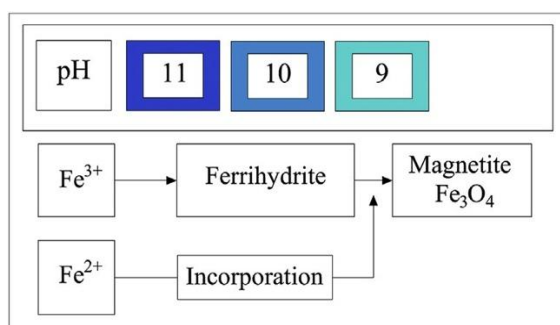 pH 11 10 9
Fe³⁺ Ferrihydrite Magnetite
Fe₃O₄
Fe²⁺ Incorporation